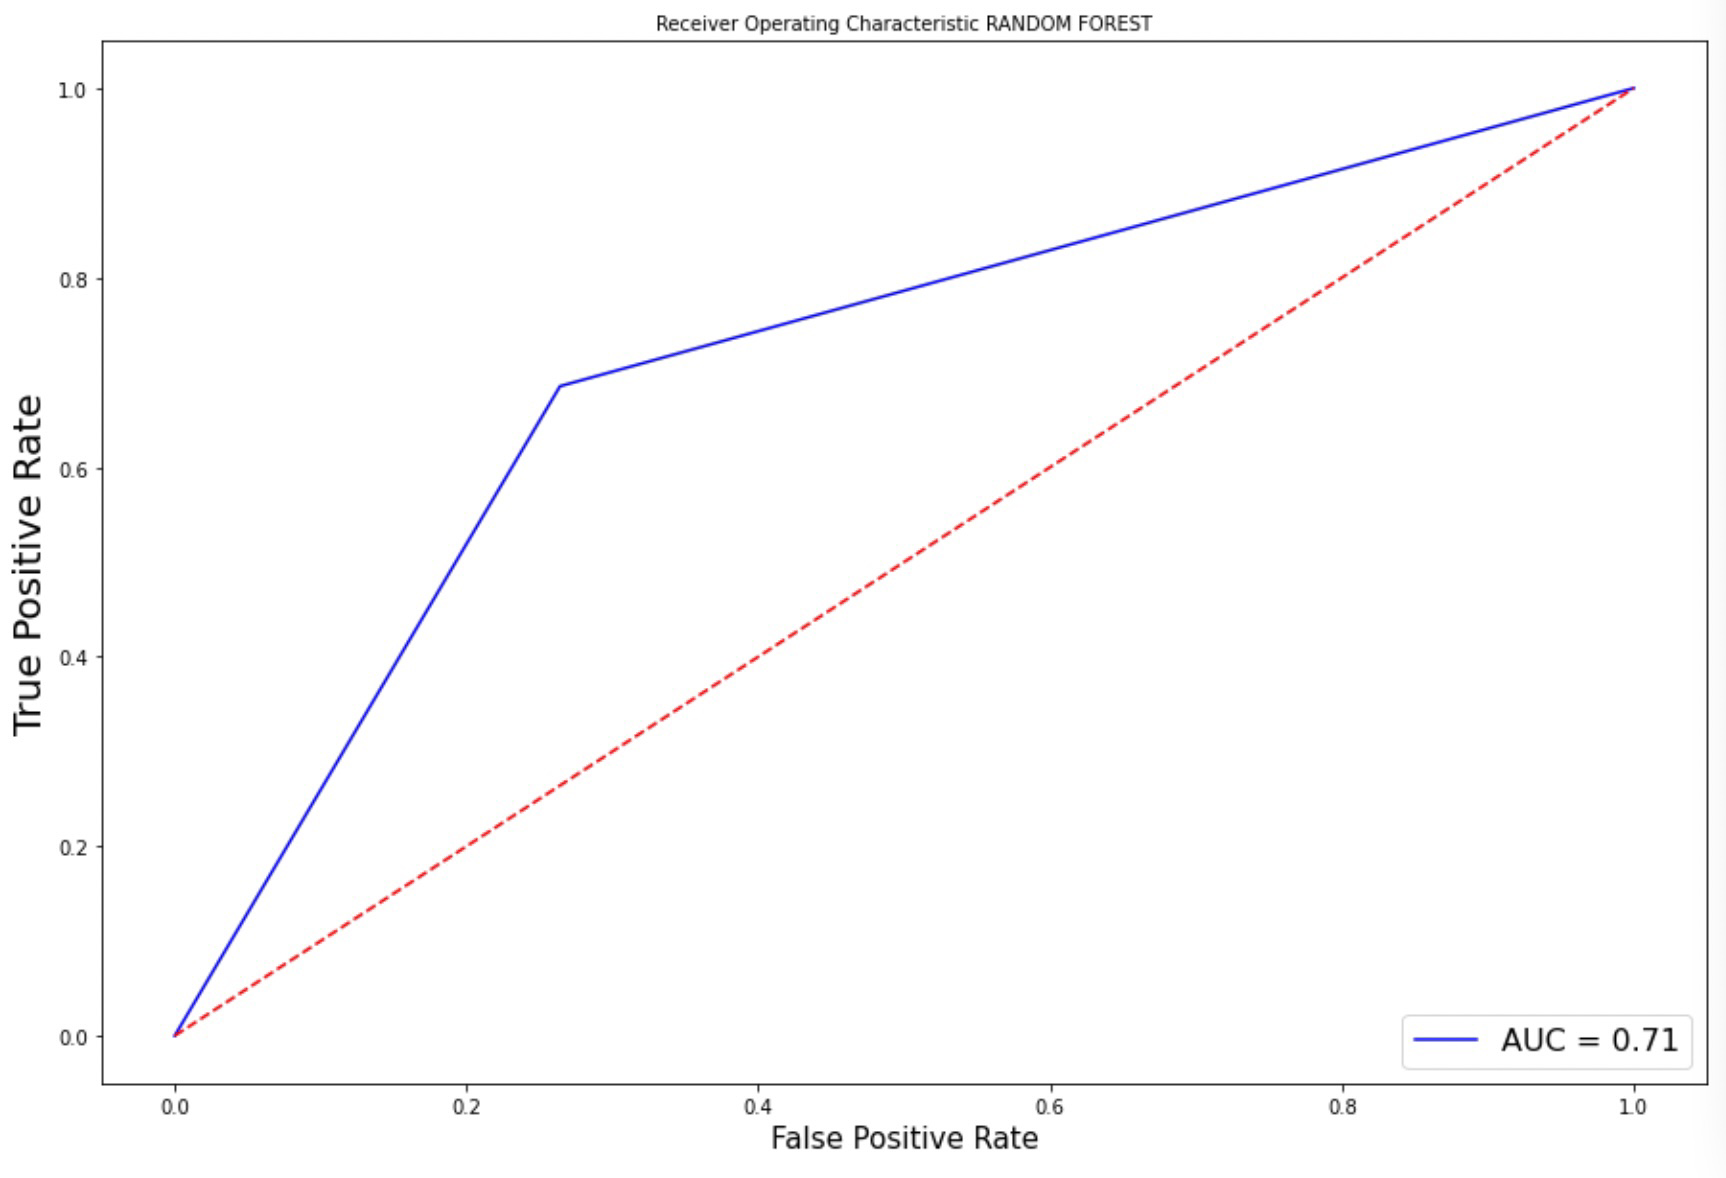 Receiver Operating Characteristic RANDOM FOREST
1.0
0.8
0.6
0.4
0.2
0.0
True Positive Rate
AUC = 0.71
0.0 0.2 0.4 0.6 0.8 1.0
False Positive Rate